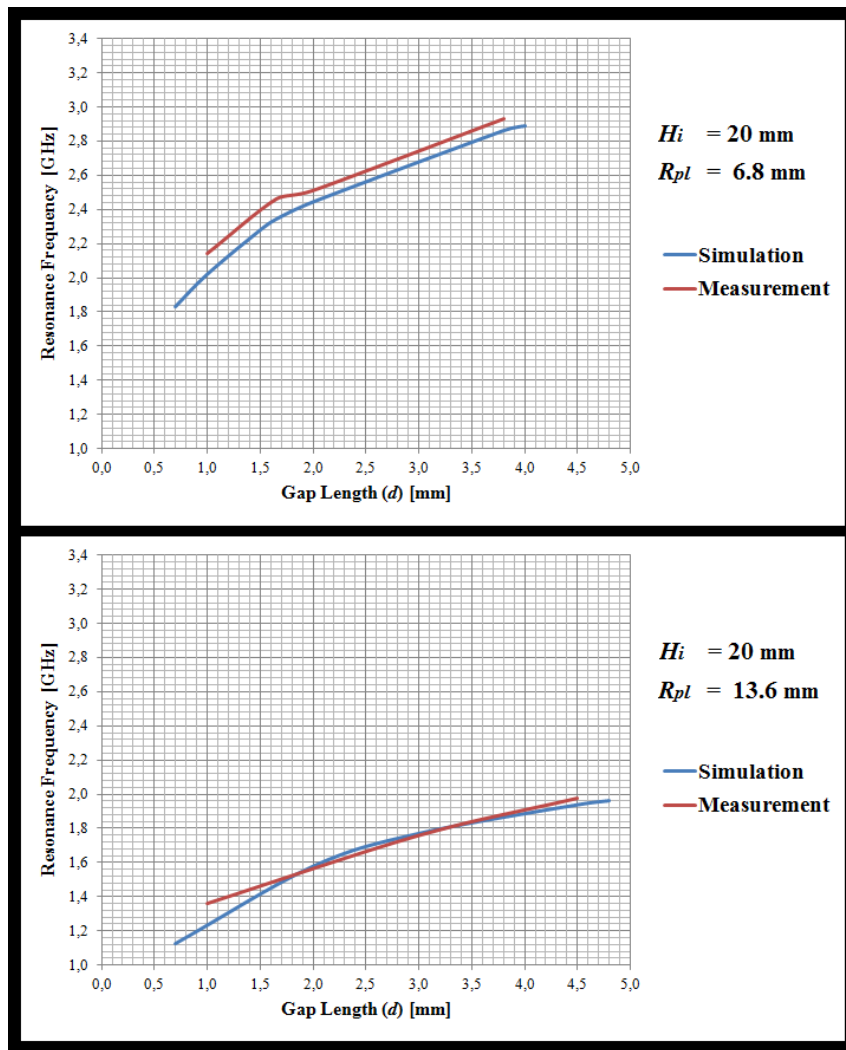 3,4
3,2
3,0
2,8
2,6
2,4
2,2
2,0
1,8
1,6
1,4
1,2
1,0
Resonance Frequency [GHz]
0,0 0,5 1,0 1,5 2,0 2,5 3,0 3,5 4,0 4,5 5,0
Gap Length (d) [mm]
Hi = 20 mm
Rpl = 6.8 mm
Simulation
Measurement
3,4
3,2
3,0
2,8
2,6
2,4
2,2
2,0
1,8
1,6
1,4
1,2
1,0
Resonance Frequency [GHz]
0,0 0,5 1,0 1,5 2,0 2,5 3,0 3,5 4,0 4,5 5,0
Gap Length (d) [mm]
Hi = 20 mm
Rpl = 13.6 mm
Simulation
Measurement